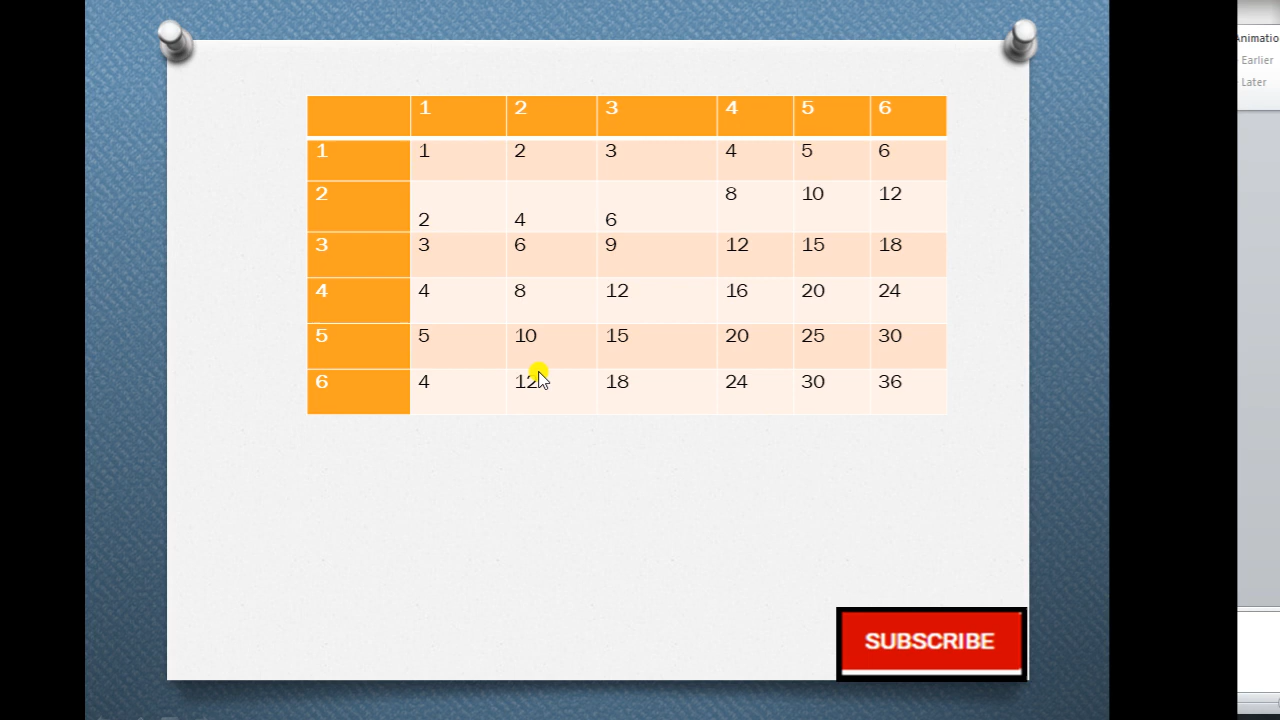 1 2 3 4 5 6
1 1 2 3 4 5 6
2 2 4 6 8 10 12
3 3 6 9 12 15 18
4 4 8 12 16 20 24
5 5 10 15 20 25 30
6 4 12 18 24 30 36
SUBSCRIBE
Animatio
Earlier
Later